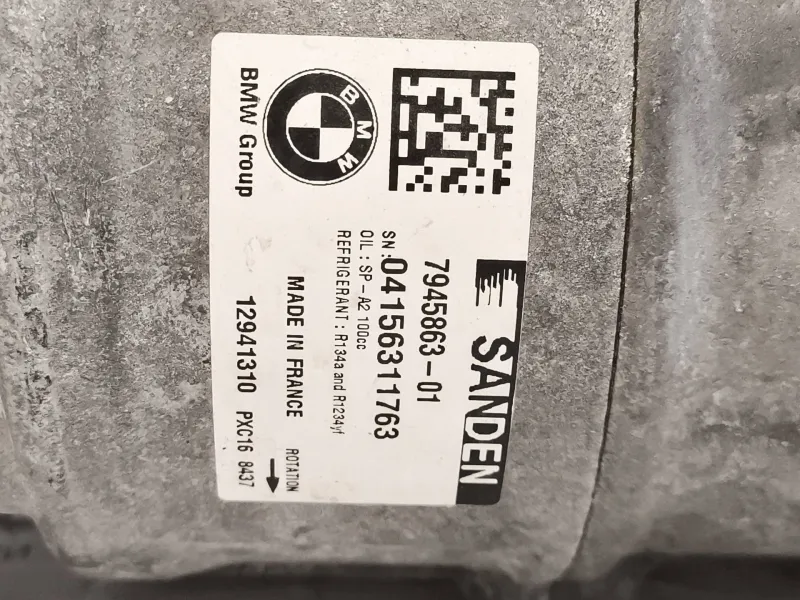 SANDEN
7945863-01
SN:04156311763
OIL : SP-A2 100cc
REFRIGERANT : R134a and R1234yf
MADE IN FRANCE
ROTATION
BMW
BMW Group
12941310 PXC16 8437